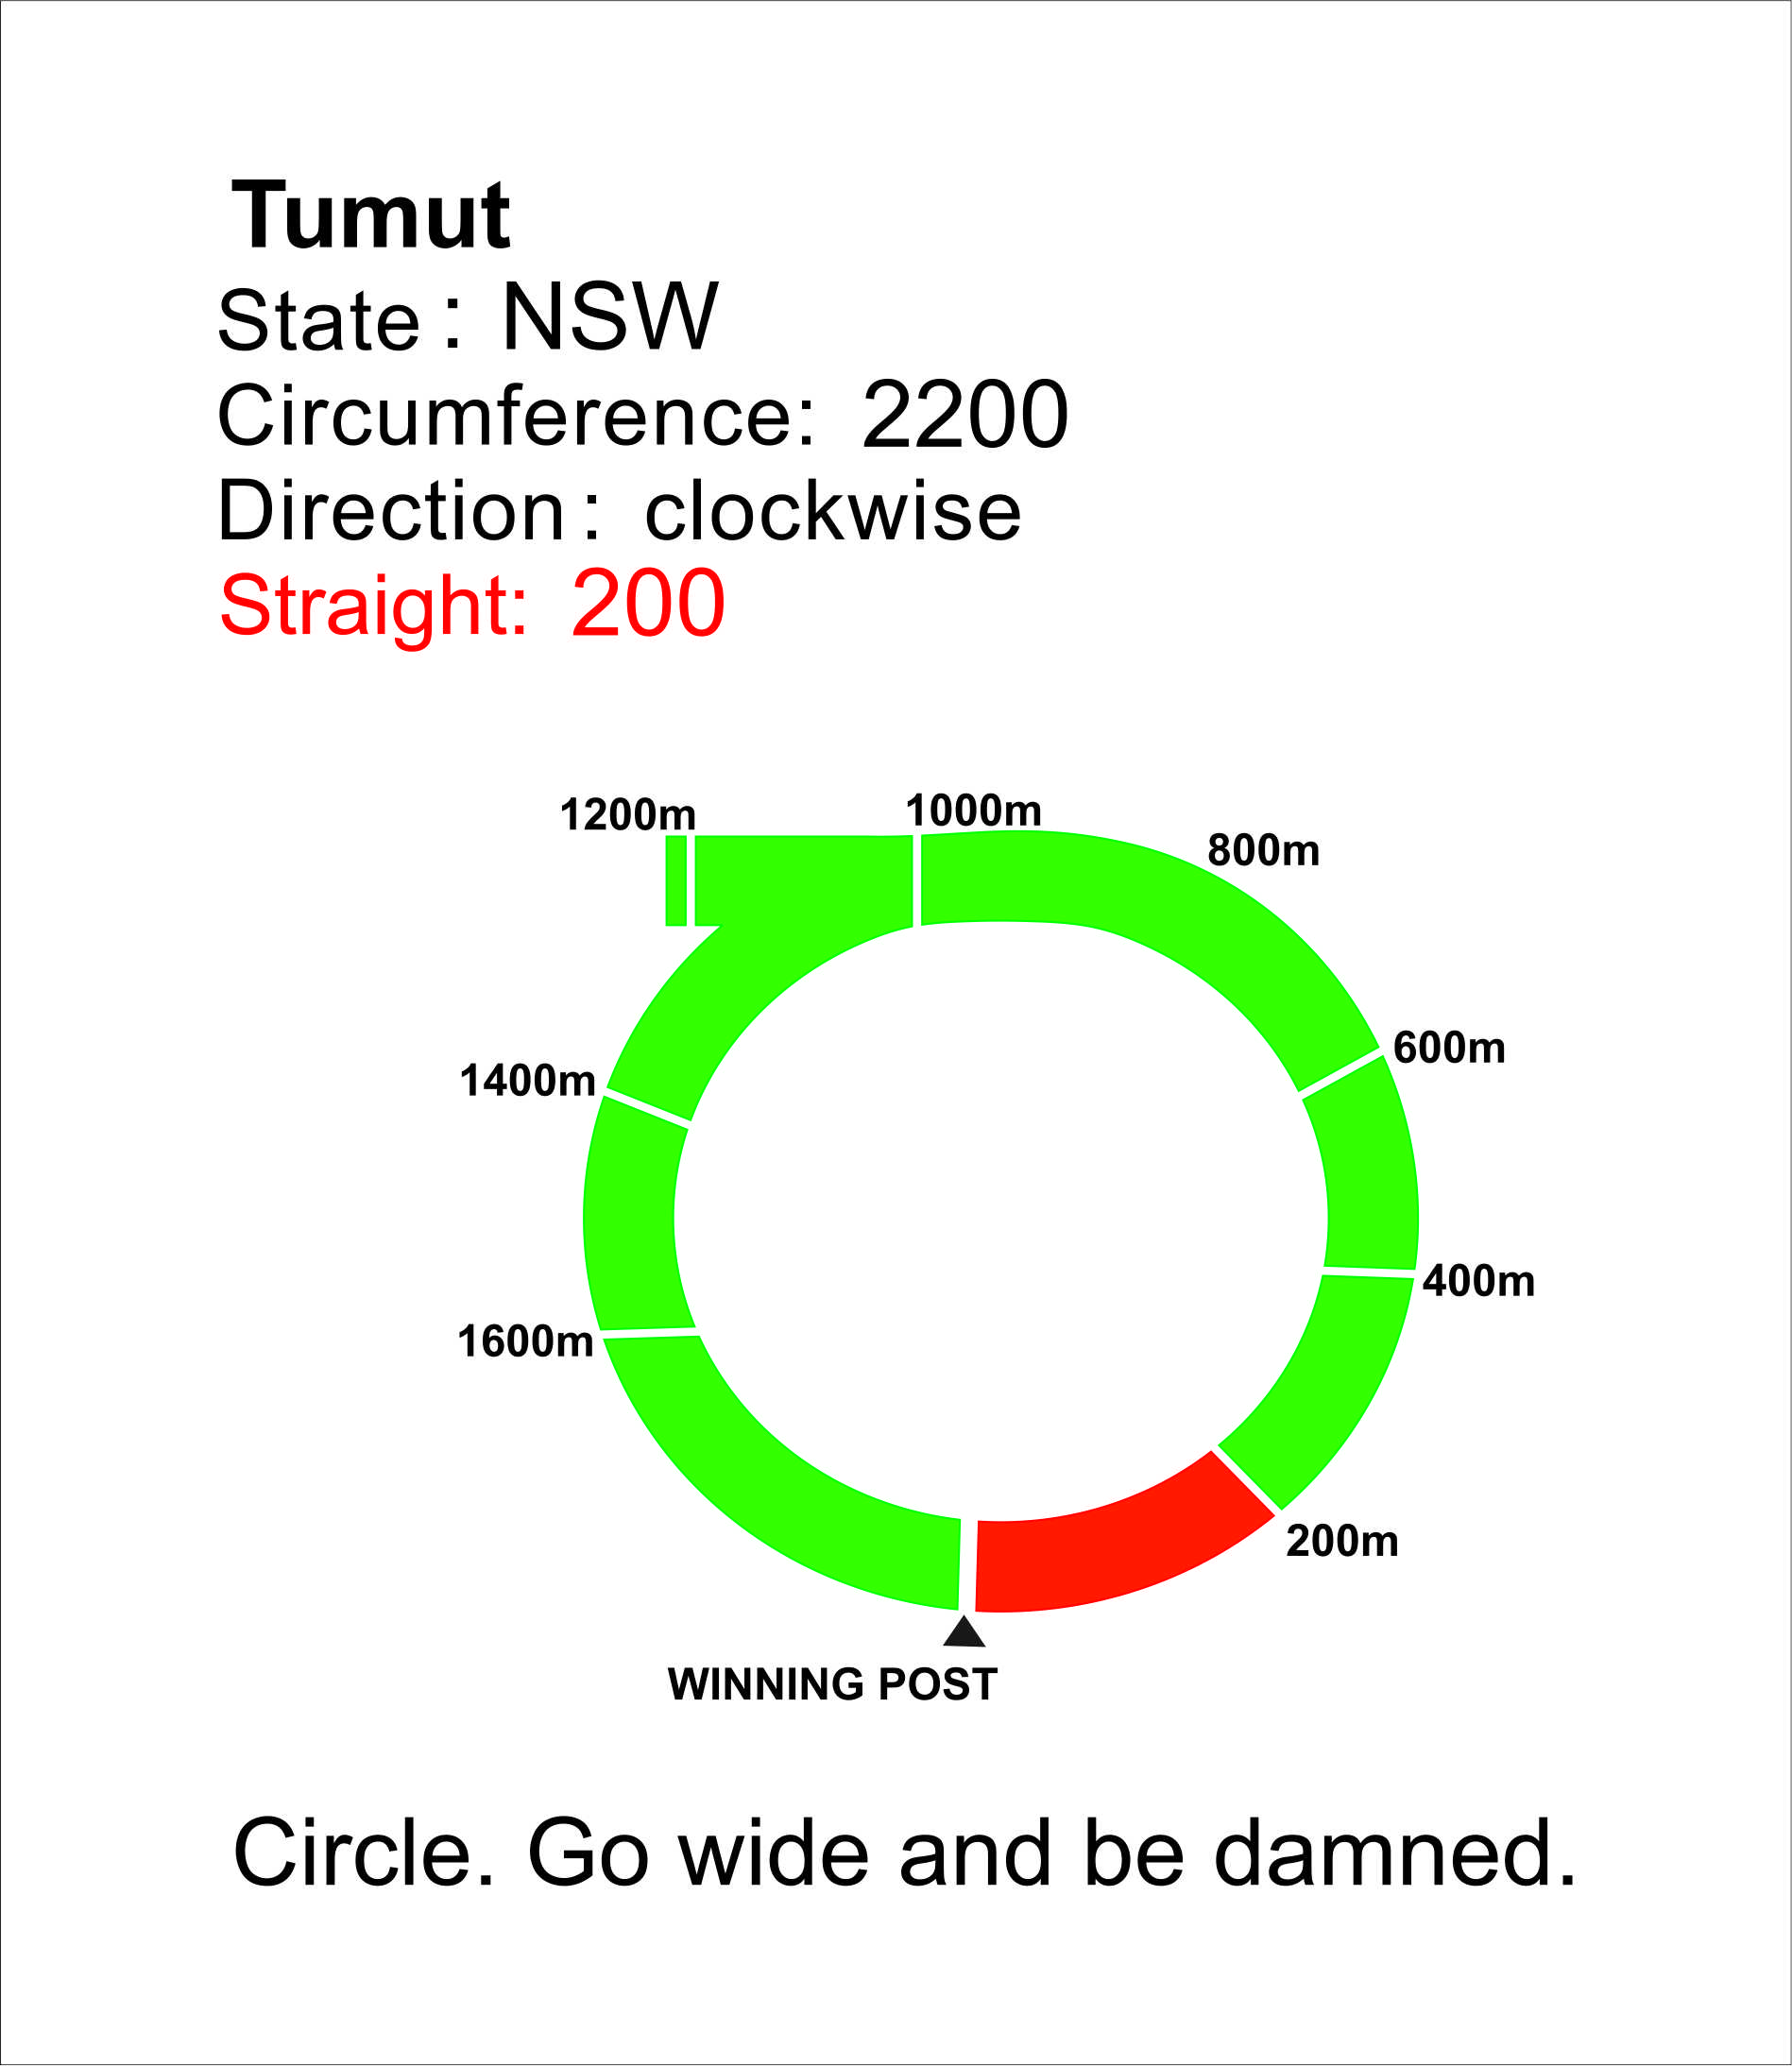 Tumut
State : NSW
Circumference: 2200
Direction : clockwise
Straight: 200
1200m
1000m
800m
600m
1400m
400m
1600m
200m
WINNING POST
Circle. Go wide and be damned.